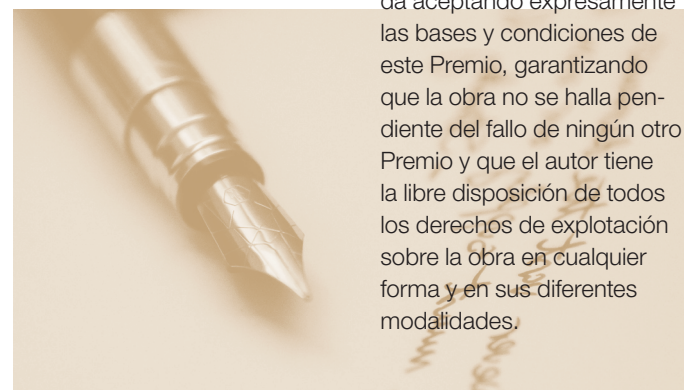 da aceptando expresamente
las bases y condiciones de
este Premio, garantizando
que la obra no se halla pen-
diente del fallo de ningún otro
Premio y que el autor tiene
la libre disposición de todos
los derechos de explotación
sobre la obra en cualquier
forma y en sus diferentes
modalidades.